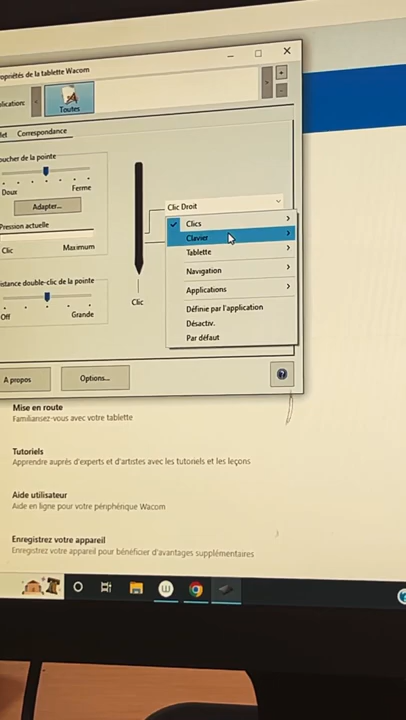 opriétés de la tablette Wacom
lication:
Toutes
let Correspondance
oucher de la pointe
Doux Ferme
Adapter...
Pression actuelle
Clic Maximum
istance double-clic de la pointe
Off Grande
Clic
Clic Droit
Clics
Clavier
Tablette
Navigation
Applications
Définie par l'application
Désactiv.
Par défaut
A propos
Options...
?
Mise en route
Familiarisez-vous avec votre tablette
Tutoriels
Apprendre auprès d'experts et d'artistes avec les tutoriels et les leçons
Aide utilisateur
Aide en ligne pour votre périphérique Wacom
Enregistrez votre appareil
Enregistrez votre appareil pour bénéficier d'avantages supplémentaires